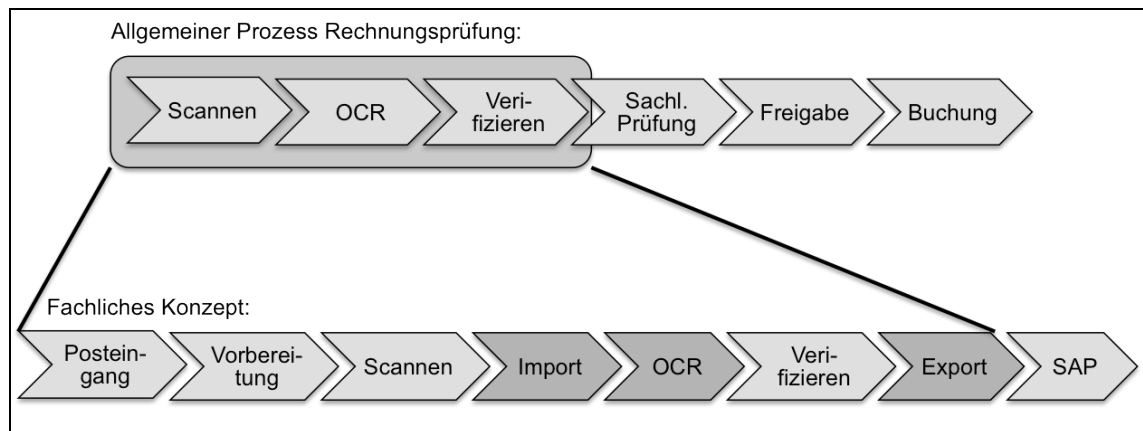 Allgemeiner Prozess Rechnungsprüfung:
Scannen
OCR
Veri-
fizieren
Sachl.
Prüfung
Freigabe
Buchung
Fachliches Konzept:
Postein-
gang
Vorberei-
tung
Scannen
Import
OCR
Veri-
fizieren
Export
SAP